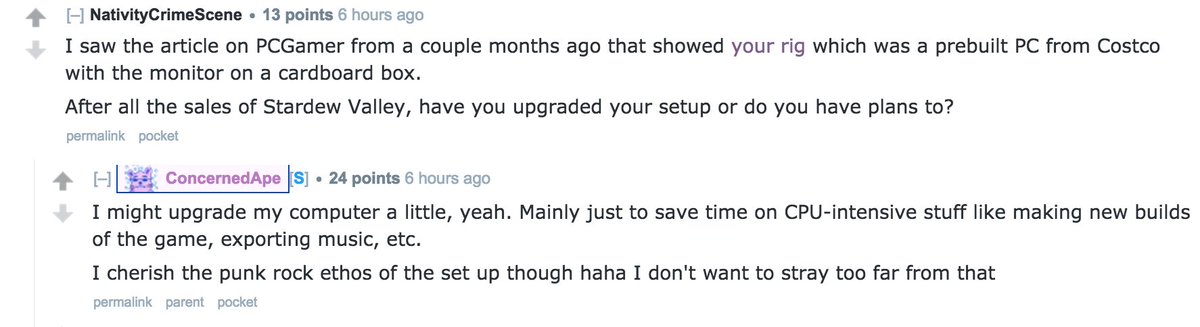 [–] NativityCrimeScene • 13 points 6 hours ago
I saw the article on PCGamer from a couple months ago that showed your rig which was a prebuilt PC from Costco
with the monitor on a cardboard box.
After all the sales of Stardew Valley, have you upgraded your setup or do you have plans to?
permalink pocket
[–] ConcernedApe [S] • 24 points 6 hours ago
I might upgrade my computer a little, yeah. Mainly just to save time on CPU-intensive stuff like making new builds
of the game, exporting music, etc.
I cherish the punk rock ethos of the set up though haha I don't want to stray too far from that
permalink parent pocket